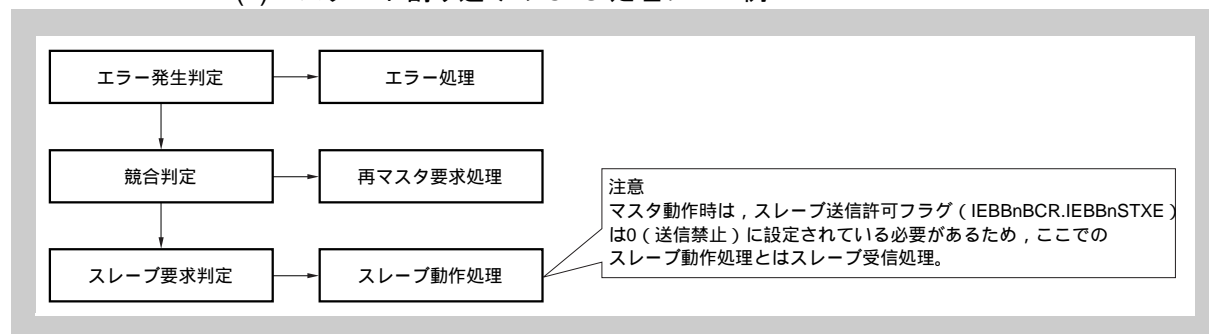 エラー発生判定
エラー処理
競合判定
再マスタ要求処理
注意
マスタ動作時は，スレーブ送信許可フラグ（IEBBnBCR.IEBBnSTXE）
は0（送信禁止）に設定されている必要があるため，ここでの
スレーブ動作処理とはスレーブ受信処理。
スレーブ要求判定
スレーブ動作処理